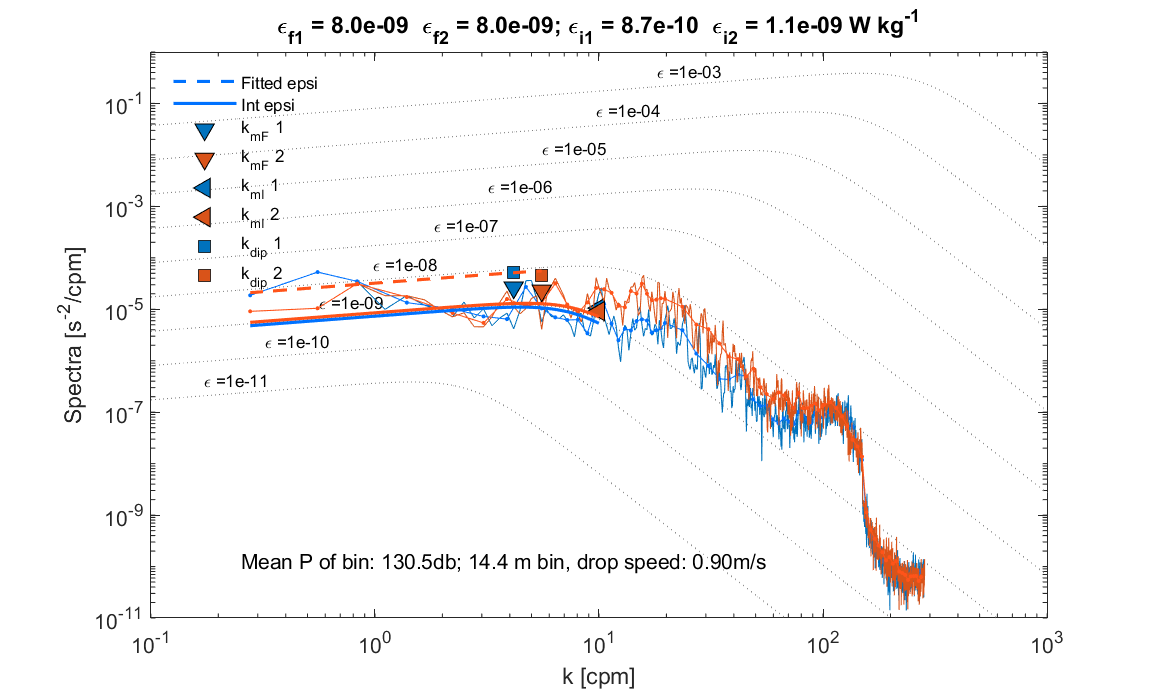 ϵf1 = 8.0e-09 ϵf2 = 8.0e-09; ϵi1 = 8.7e-10 ϵi2 = 1.1e-09 W kg-1
Fitted epsi
Int epsi
kmF 1
kmF 2
kmI 1
kmI 2
kdip 1
kdip 2
ϵ =1e-03
ϵ =1e-04
ϵ =1e-05
ϵ =1e-06
ϵ =1e-07
ϵ =1e-08
ϵ =1e-09
ϵ =1e-10
ϵ =1e-11
Mean P of bin: 130.5db; 14.4 m bin, drop speed: 0.90m/s
Spectra [s-2/cpm]
10-1
10-3
10-5
10-7
10-9
10-11
10-1
100
101
102
103
k [cpm]